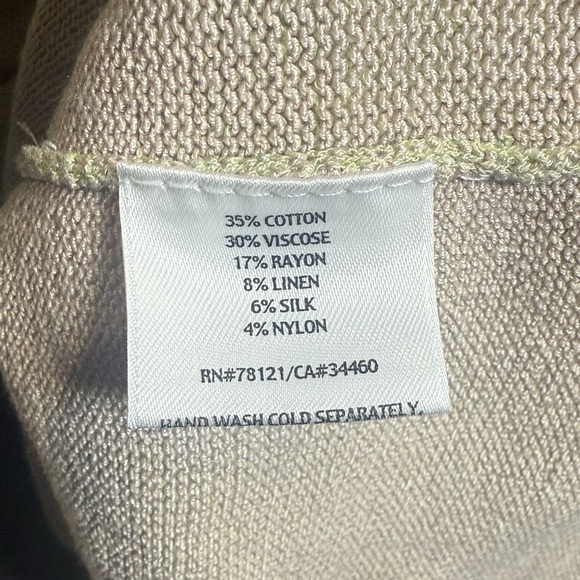 35% COTTON
30% VISCOSE
17% RAYON
8% LINEN
6% SILK
4% NYLON
RN#78121/CA#34460
HAND WASH COLD SEPARATELY,